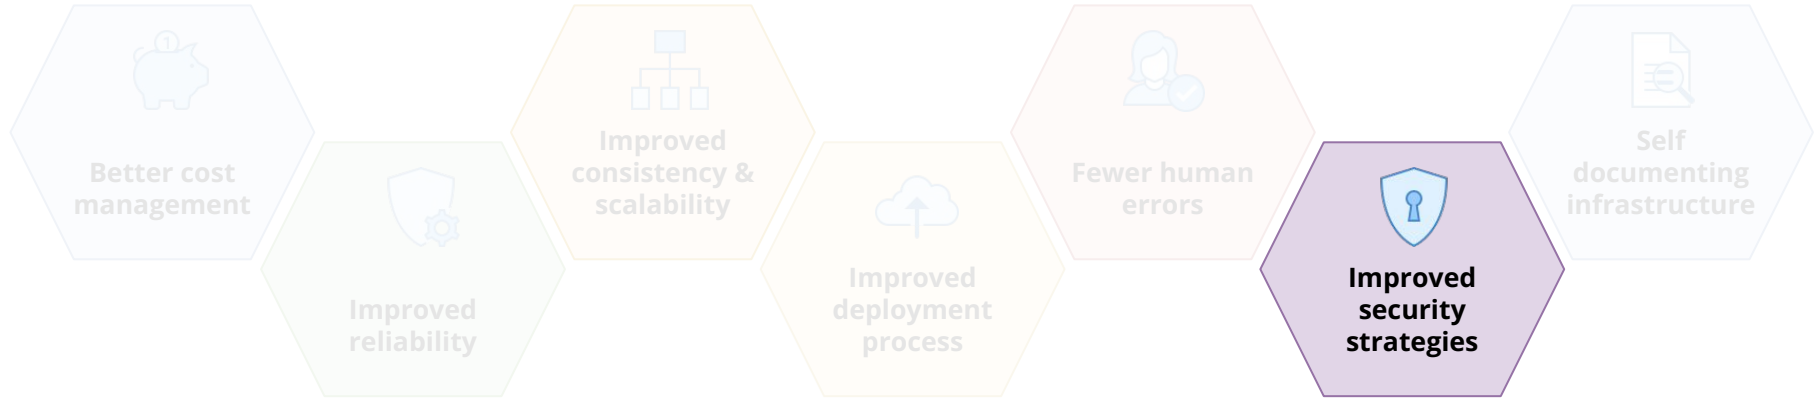 1
Better cost
management
Improved
reliability
Improved
consistency &
scalability
Improved
deployment
process
Fewer human
errors
Improved
security
strategies
Self
documenting
infrastructure